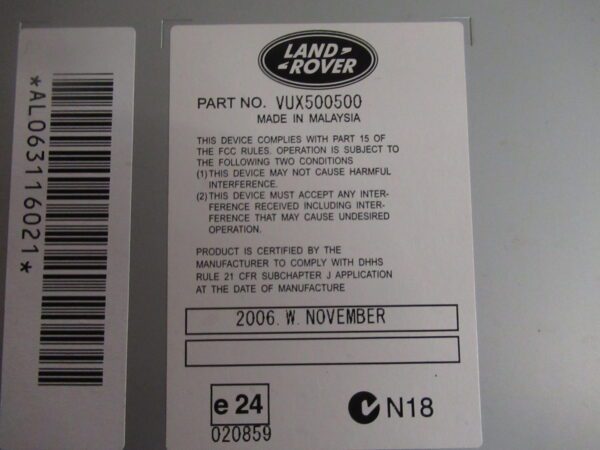 *AL063116021*
LAND
ROVER
PART NO. VUX500500
MADE IN MALAYSIA
THIS DEVICE COMPLIES WITH PART 15 OF
THE FCC RULES. OPERATION IS SUBJECT TO
THE FOLLOWING TWO CONDITIONS
(1) THIS DEVICE MAY NOT CAUSE HARMFUL
INTERFERENCE.
(2) THIS DEVICE MUST ACCEPT ANY INTER-
FERENCE RECEIVED INCLUDING INTER-
FERENCE THAT MAY CAUSE UNDESIRED
OPERATION.
PRODUCT IS CERTIFIED BY THE
MANUFACTURER TO COMPLY WITH DHHS
RULE 21 CFR SUBCHAPTER J APPLICATION
AT THE DATE OF MANUFACTURE
2006. W. NOVEMBER
e 24
020859
N18